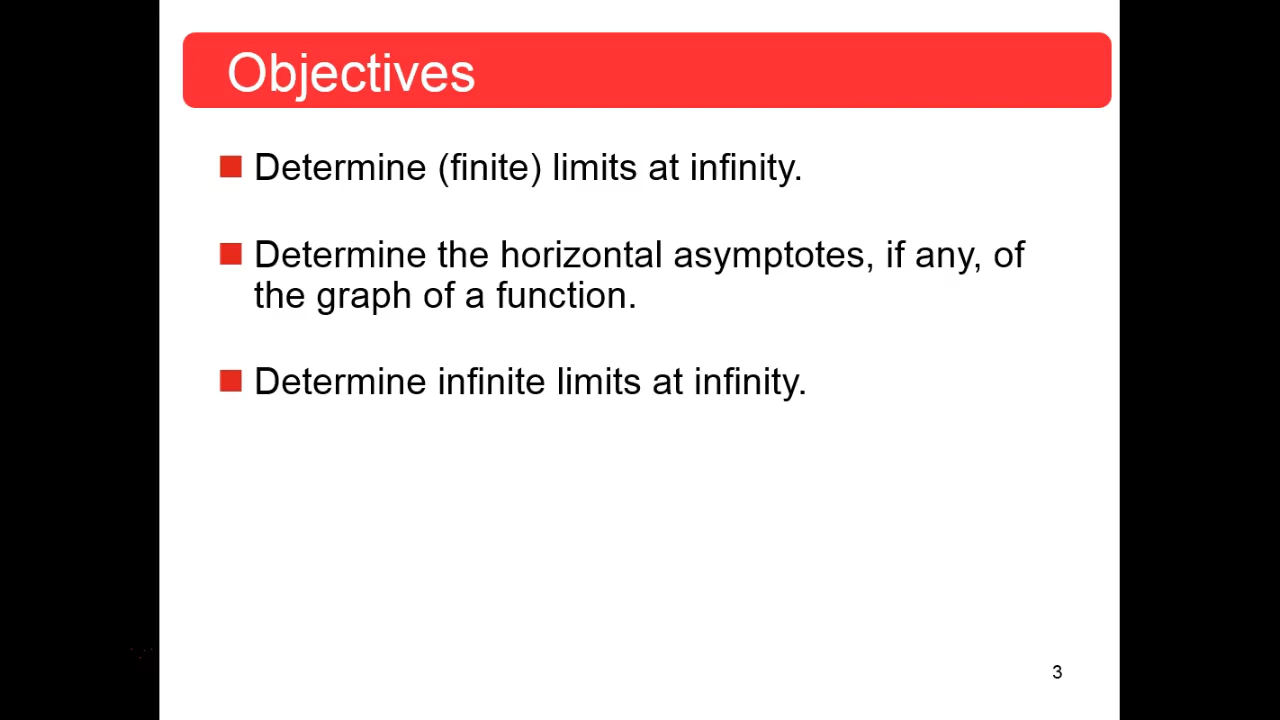 Objectives
Determine (finite) limits at infinity.
Determine the horizontal asymptotes, if any, of
the graph of a function.
Determine infinite limits at infinity.
3